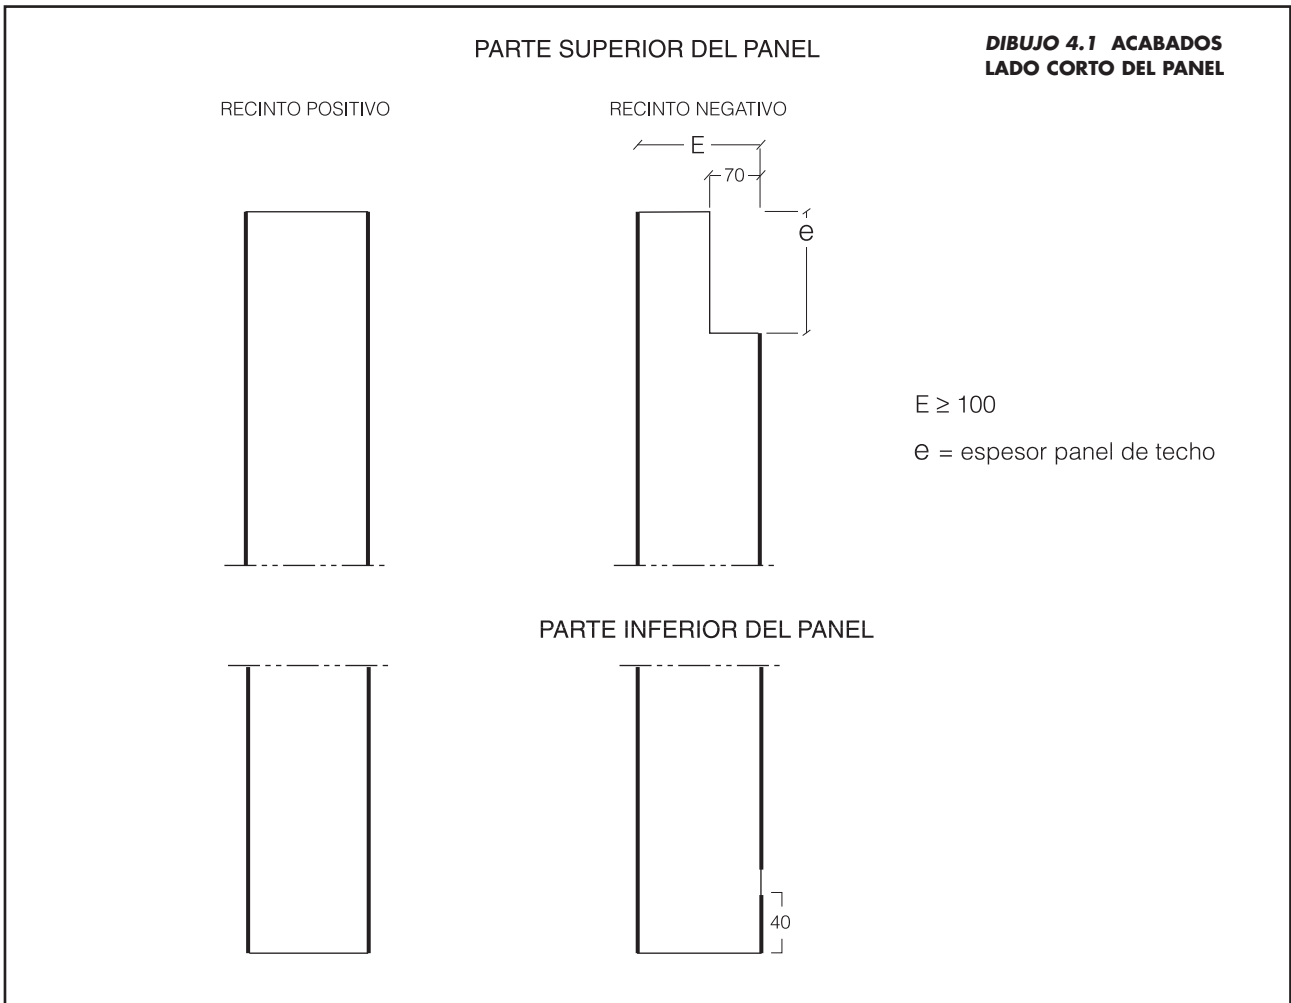 PARTE SUPERIOR DEL PANEL
DIBUJO 4.1 ACABADOS
LADO CORTO DEL PANEL
RECINTO POSITIVO
RECINTO NEGATIVO
E
70
e
E ≥ 100
e = espesor panel de techo
PARTE INFERIOR DEL PANEL
40